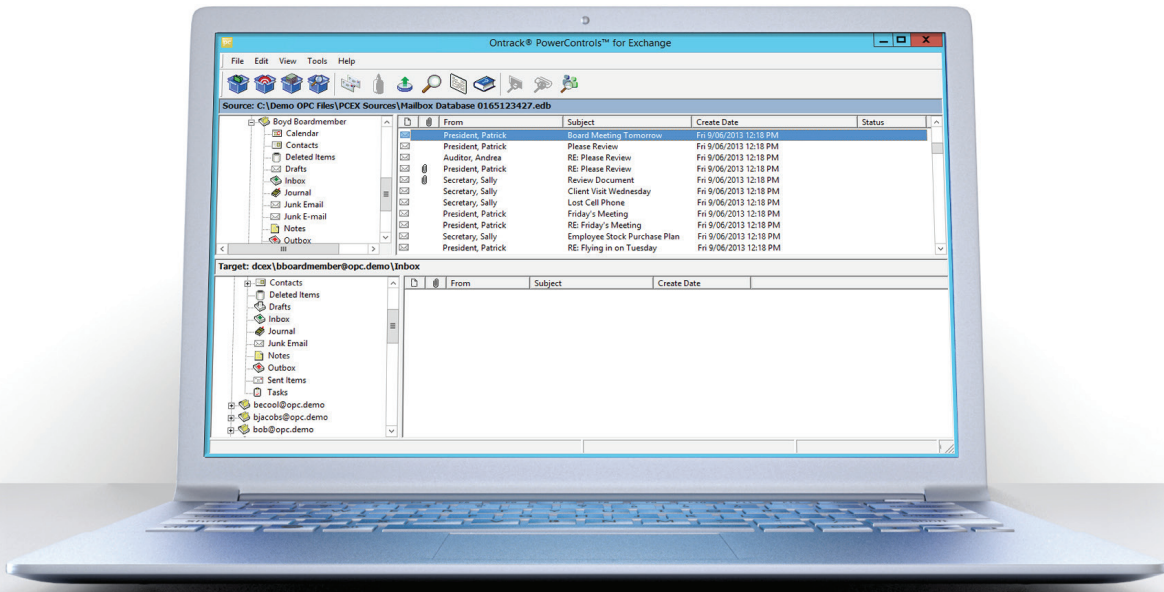 Ontrack® PowerControls™ for Exchange
File Edit View Tools Help
Source: C:\Demo OPC Files\PCEX Sources\Mailbox Database 0165123427.edb
Boyd Boardmember
Calendar
Contacts
Deleted Items
Drafts
Inbox
Journal
Junk Email
Junk E-mail
Notes
Outbox
From Subject Create Date Status
President, Patrick Board Meeting Tomorrow Fri 9/06/2013 12:18 PM
President, Patrick Please Review Fri 9/06/2013 12:18 PM
Auditor, Andrea RE: Please Review Fri 9/06/2013 12:18 PM
President, Patrick RE: Please Review Fri 9/06/2013 12:18 PM
Secretary, Sally Review Document Fri 9/06/2013 12:18 PM
Secretary, Sally Client Visit Wednesday Fri 9/06/2013 12:18 PM
Secretary, Sally Lost Cell Phone Fri 9/06/2013 12:18 PM
President, Patrick Friday's Meeting Fri 9/06/2013 12:18 PM
President, Patrick RE: Friday's Meeting Fri 9/06/2013 12:18 PM
Secretary, Sally Employee Stock Purchase Plan Fri 9/06/2013 12:18 PM
President, Patrick RE: Flying in on Tuesday Fri 9/06/2013 12:18 PM
Target: dcex\bboardmember@opc.demo\Inbox
Contacts
Deleted Items
Drafts
Inbox
Journal
Junk Email
Notes
Outbox
Sent Items
Tasks
becool@opc.demo
bjacobs@opc.demo
bob@opc.demo
From Subject Create Date